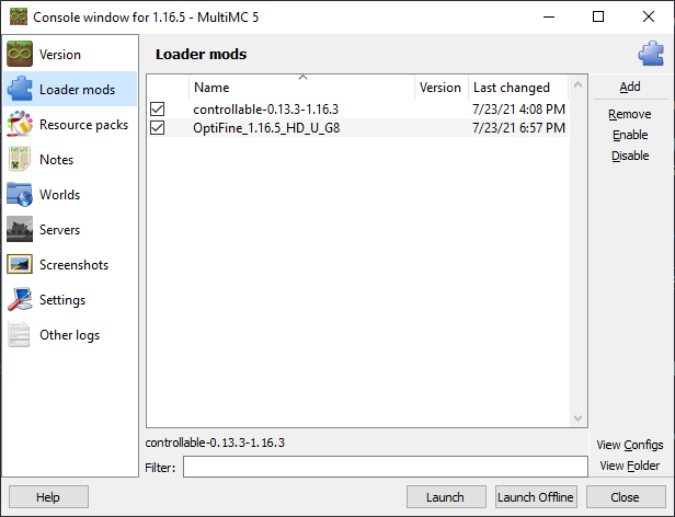 Console window for 1.16.5 - MultiMC 5
Version
Loader mods
Resource packs
Notes
Worlds
Servers
Screenshots
Settings
Other logs
Loader mods
Name Version Last changed
controllable-0.13.3-1.16.3 7/23/21 4:08 PM
OptiFine_1.16.5_HD_U_G8 7/23/21 6:57 PM
Add
Remove
Enable
Disable
controllable-0.13.3-1.16.3
Filter:
View Configs
View Folder
Help
Launch
Launch Offline
Close